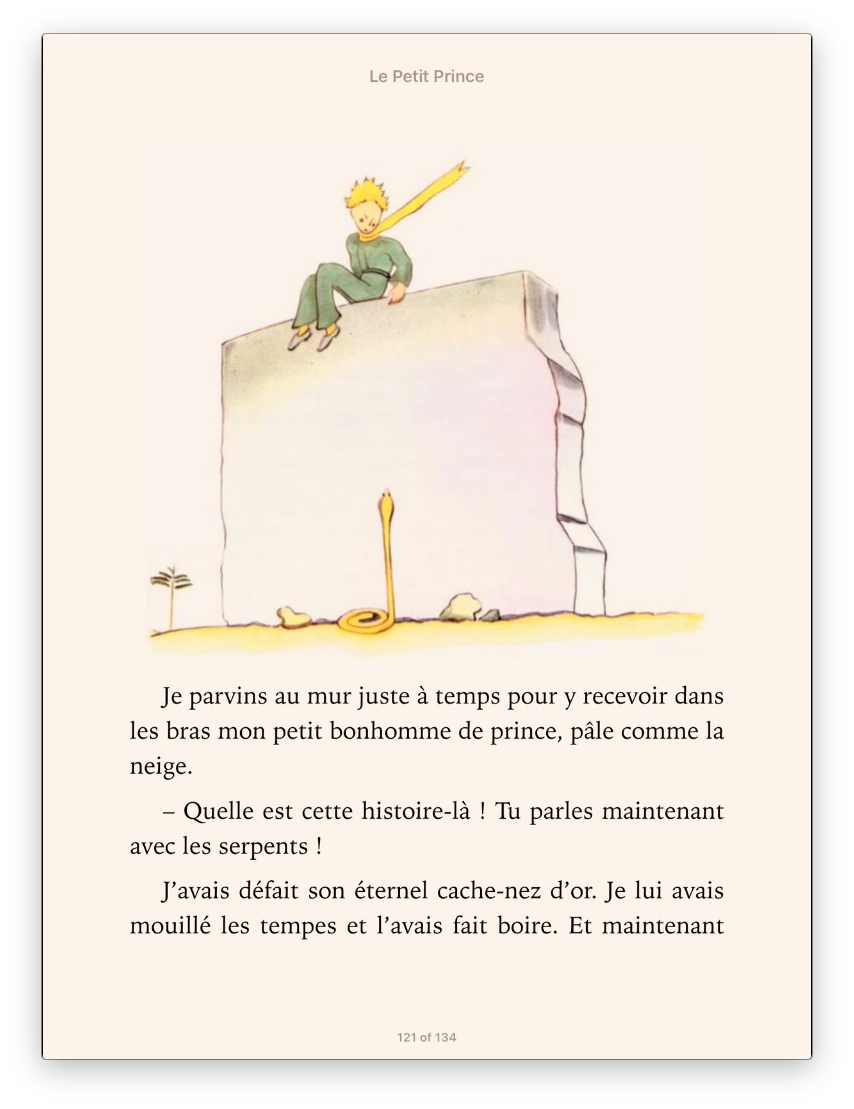 Le Petit Prince
Je parvins au mur juste à temps pour y recevoir dans
les bras mon petit bonhomme de prince, pâle comme la
neige.
– Quelle est cette histoire-là ! Tu parles maintenant
avec les serpents !
J’avais défait son éternel cache-nez d’or. Je lui avais
mouillé les tempes et l’avais fait boire. Et maintenant
121 of 134